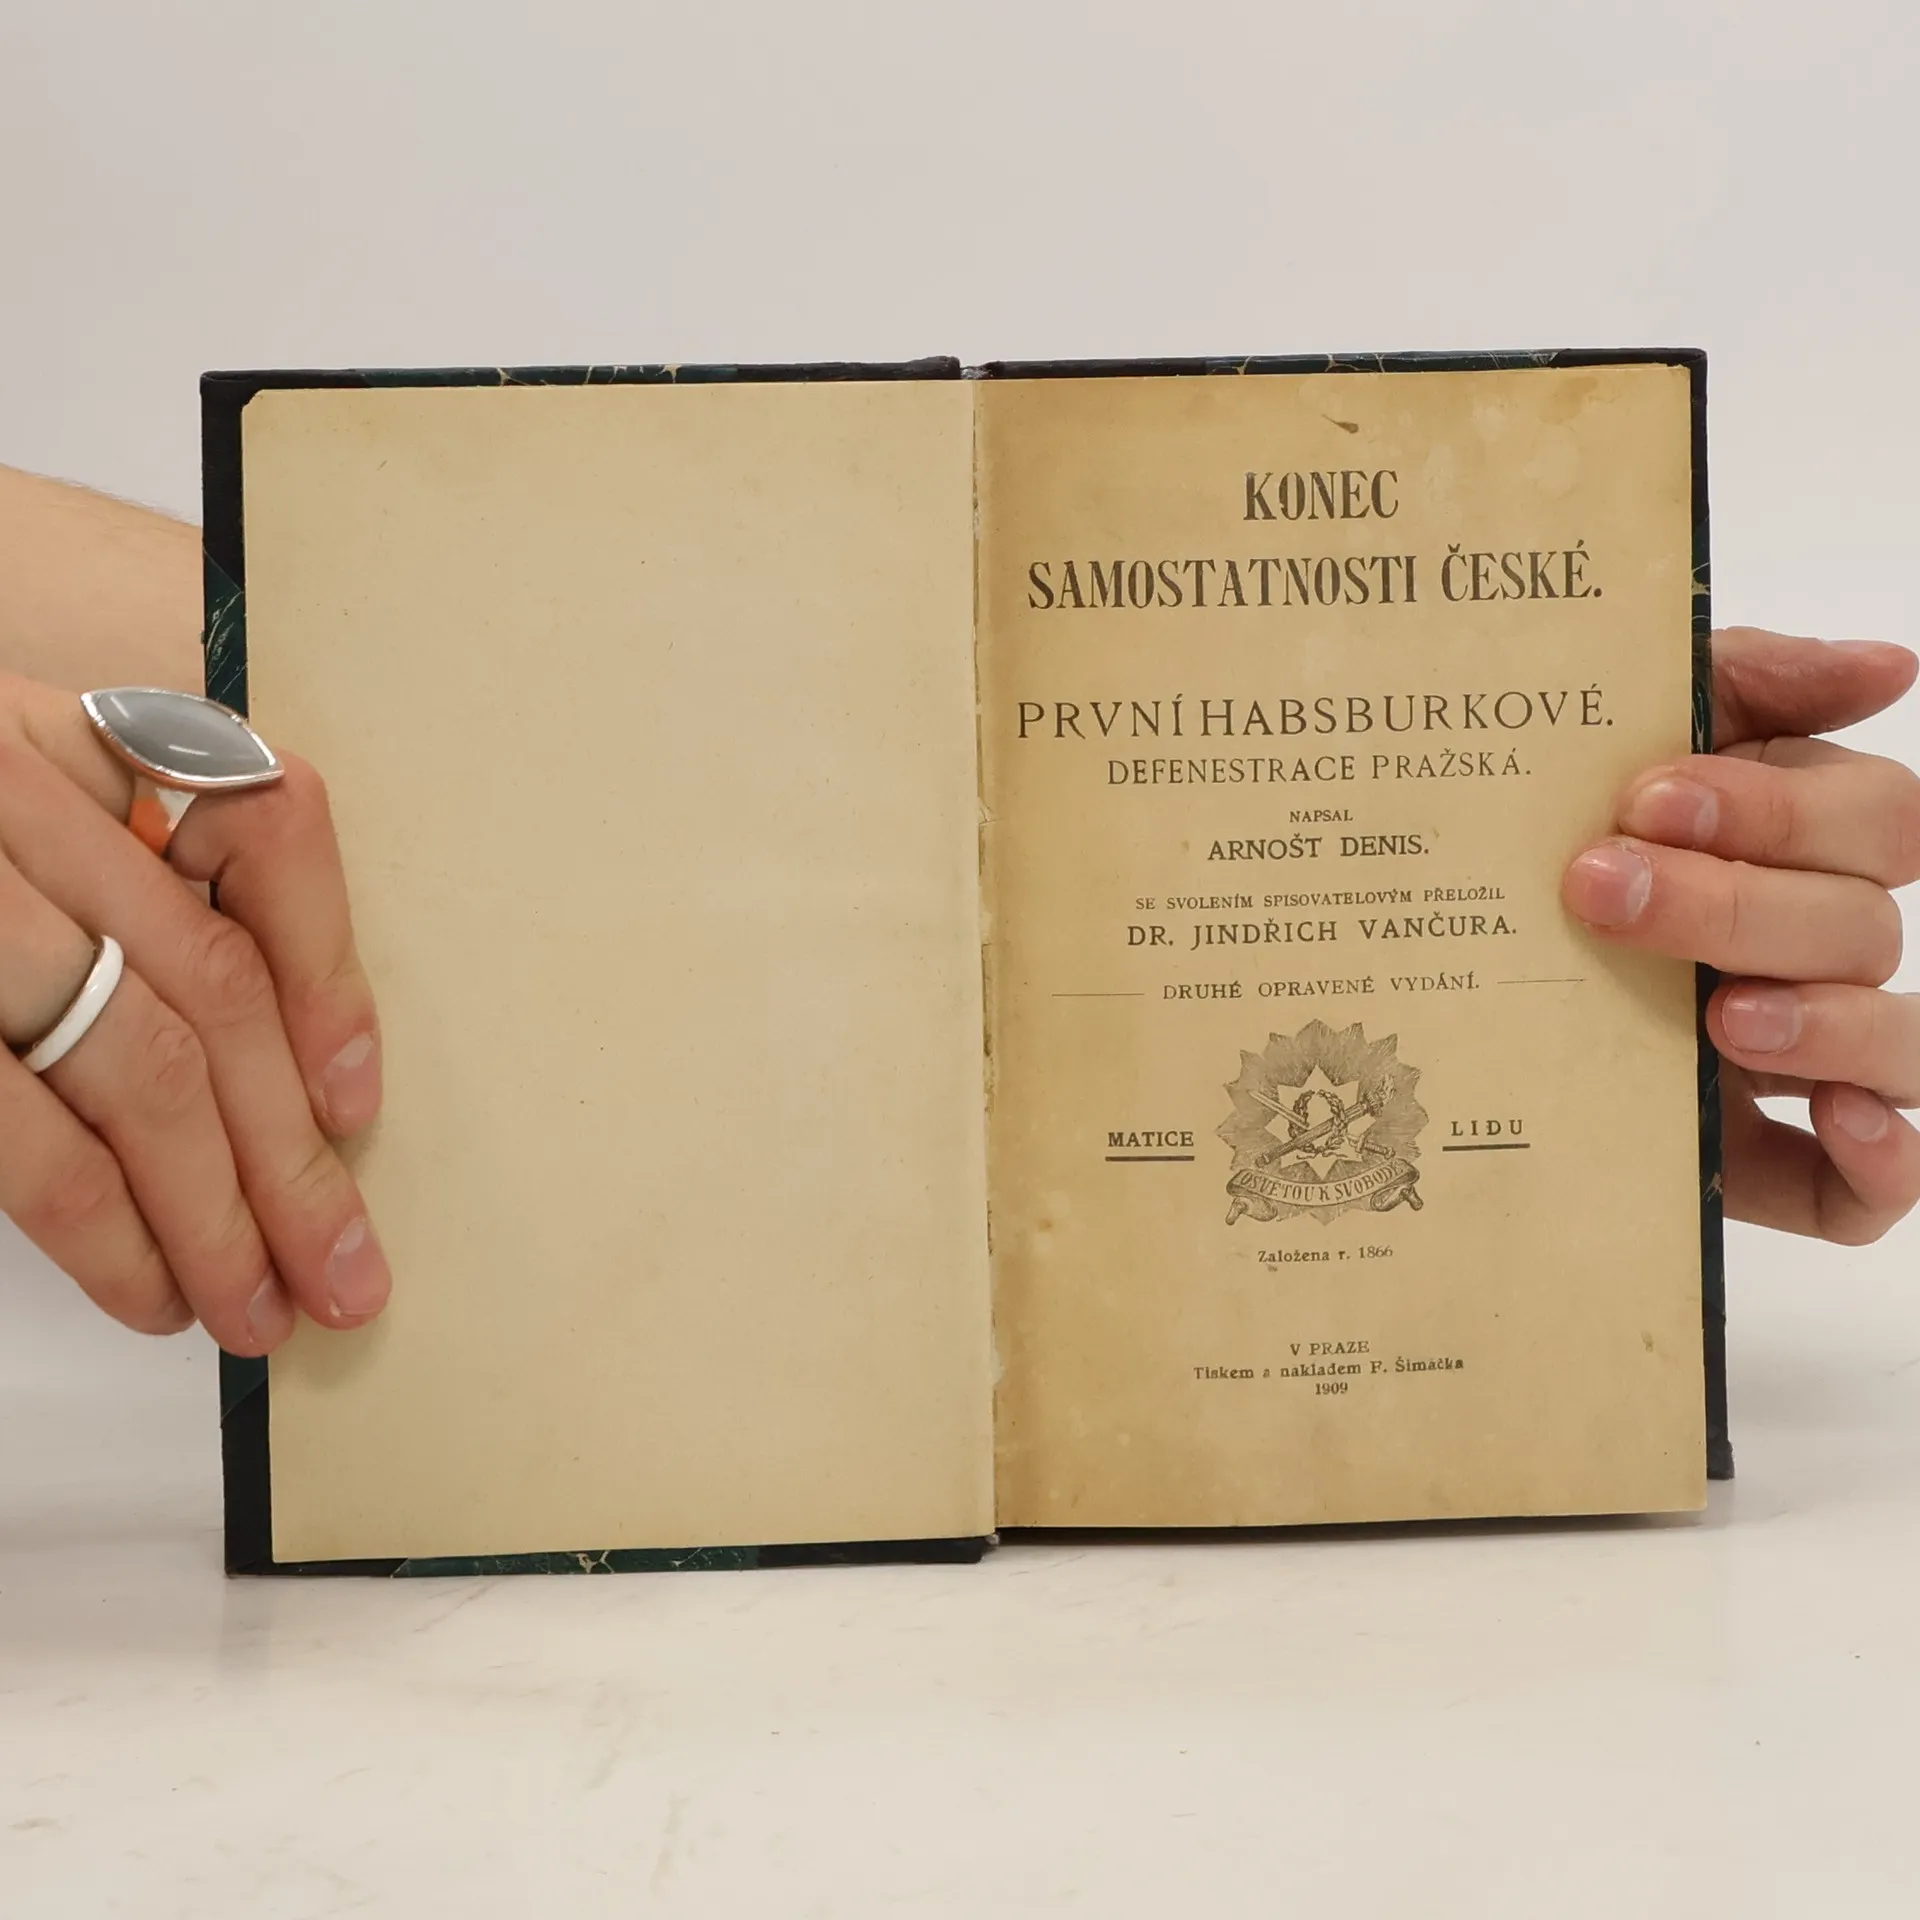 KONEC
SAMOSTATNOSTI ČESKÉ.
PRVNÍ HABSBURKOVÉ.
DEFENESTRACE PRAŽSKÁ.
NAPSAL
ARNOŠT DENIS.
SE SVOLENÍM SPISOVATELOVÝM PŘELOŽIL
DR. JINDŘICH VANČURA.
DRUHÉ OPRAVENÉ VYDÁNÍ.
MATICE LIDU
OSVĚTOU K SVOBODĚ
Založena r. 1866
V PRAZE
Tiskem a nákladem F. Šimáčka
1909